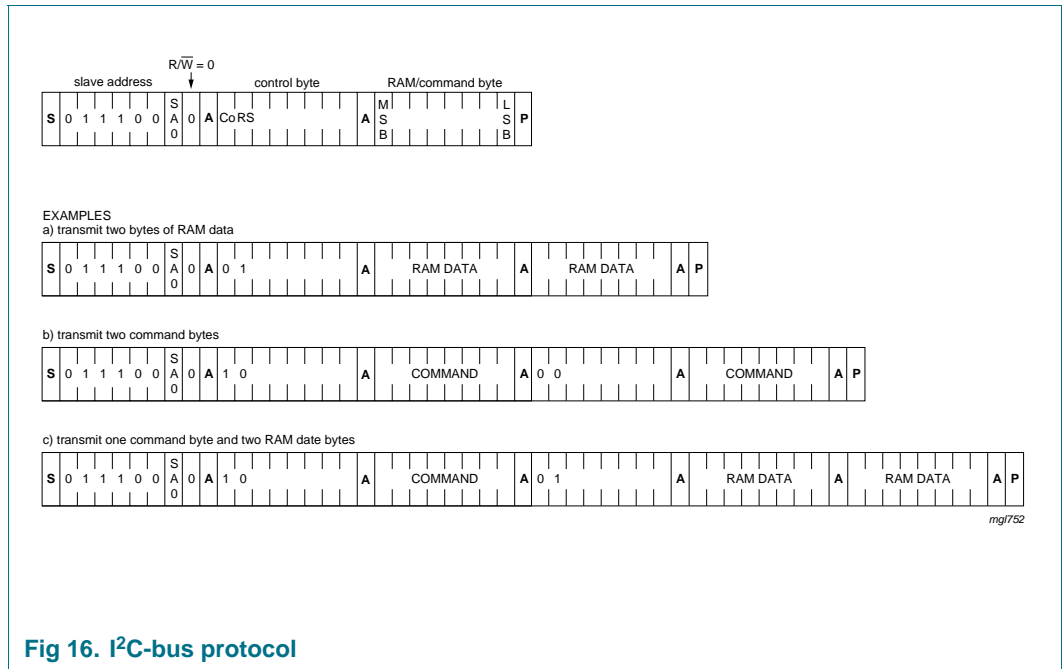 R/W = 0
slave address control byte RAM/command byte
S 0 1 1 1 0 0 SA0 0 A Co RS A MSB LSB P
EXAMPLES
a) transmit two bytes of RAM data
S 0 1 1 1 0 0 SA0 0 A 0 1 A RAM DATA A RAM DATA A P
b) transmit two command bytes
S 0 1 1 1 0 0 SA0 0 A 1 0 A COMMAND A 0 0 A COMMAND A P
c) transmit one command byte and two RAM date bytes
S 0 1 1 1 0 0 SA0 0 A 1 0 A COMMAND A 0 1 A RAM DATA A RAM DATA A P
mgl752
Fig 16. I²C-bus protocol